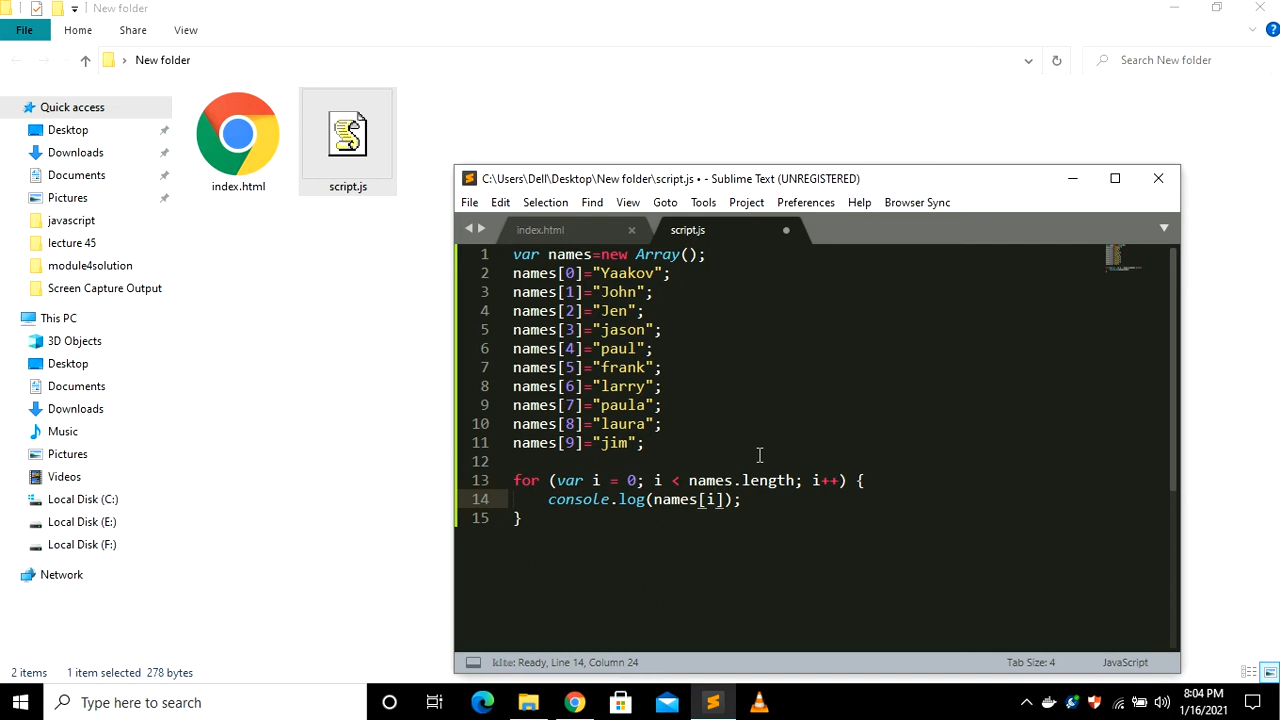 New folder
File Home Share View
New folder
Search New folder
Quick access
Desktop
Downloads
Documents
Pictures
javascript
lecture 45
module4solution
Screen Capture Output
This PC
3D Objects
Desktop
Documents
Downloads
Music
Pictures
Videos
Local Disk (C:)
Local Disk (E:)
Local Disk (F:)
Network
index.html
script.js
2 items 1 item selected 278 bytes
C:\Users\Dell\Desktop\New folder\script.js • - Sublime Text (UNREGISTERED)
File Edit Selection Find View Goto Tools Project Preferences Help Browser Sync
index.html script.js
1 var names=new Array();
2 names[0]="Yaakov";
3 names[1]="John";
4 names[2]="Jen";
5 names[3]="jason";
6 names[4]="paul";
7 names[5]="frank";
8 names[6]="larry";
9 names[7]="paula";
10 names[8]="laura";
11 names[9]="jim";
12
13 for (var i = 0; i < names.length; i++) {
14 console.log(names[i]);
15 }
kite: Ready, Line 14, Column 24 Tab Size: 4 JavaScript
Type here to search
8:04 PM
1/16/2021